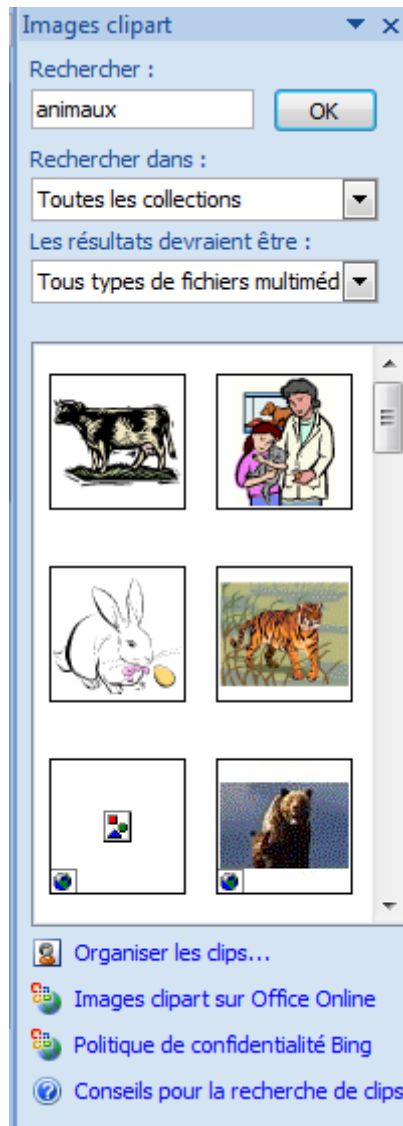 Images clipart
Rechercher :
animaux
OK
Rechercher dans :
Toutes les collections
Les résultats devraient être :
Tous types de fichiers multiméd
Organiser les clips...
Images clipart sur Office Online
Politique de confidentialité Bing
Conseils pour la recherche de clips